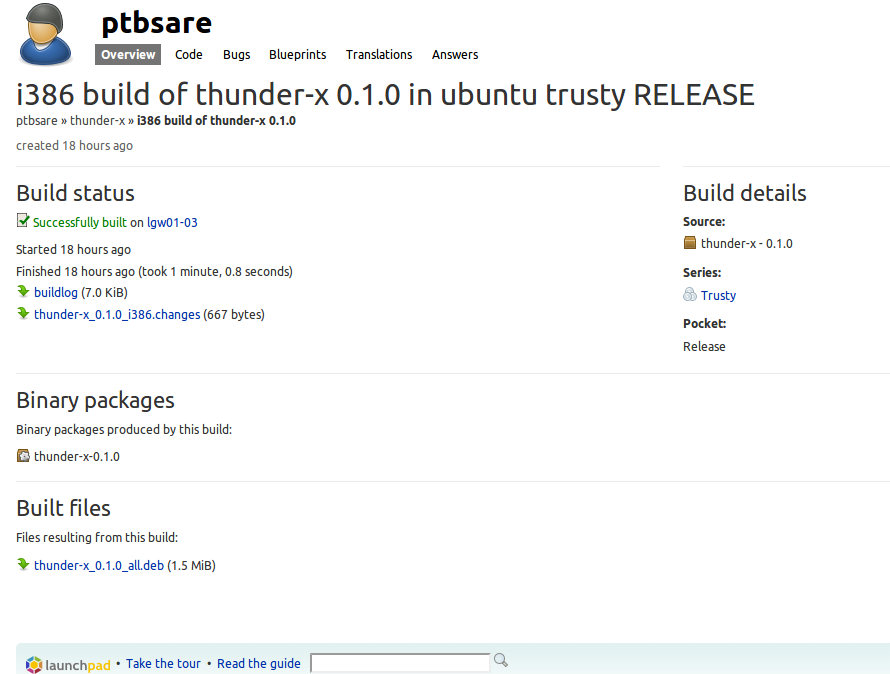 ptbsare
Overview Code Bugs Blueprints Translations Answers
i386 build of thunder-x 0.1.0 in ubuntu trusty RELEASE
ptbsare » thunder-x » i386 build of thunder-x 0.1.0
created 18 hours ago
Build status
Successfully built on lgw01-03
Started 18 hours ago
Finished 18 hours ago (took 1 minute, 0.8 seconds)
buildlog (7.0 KiB)
thunder-x_0.1.0_i386.changes (667 bytes)
Build details
Source:
thunder-x - 0.1.0
Series:
Trusty
Pocket:
Release
Binary packages
Binary packages produced by this build:
thunder-x-0.1.0
Built files
Files resulting from this build:
thunder-x_0.1.0_all.deb (1.5 MiB)
launchpad • Take the tour • Read the guide